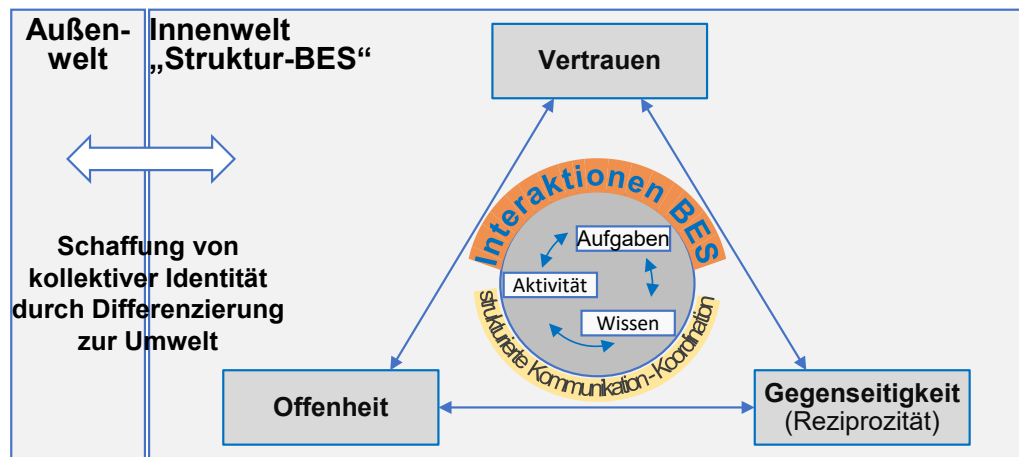 Außen-
welt
Innenwelt
„Struktur-BES“
Vertrauen
Schaffung von
kollektiver Identität
durch Differenzierung
zur Umwelt
Interaktionen BES
Aufgaben
Aktivität
Wissen
strukturierte Kommunikation - Koordination
Offenheit
Gegenseitigkeit
(Reziprozität)